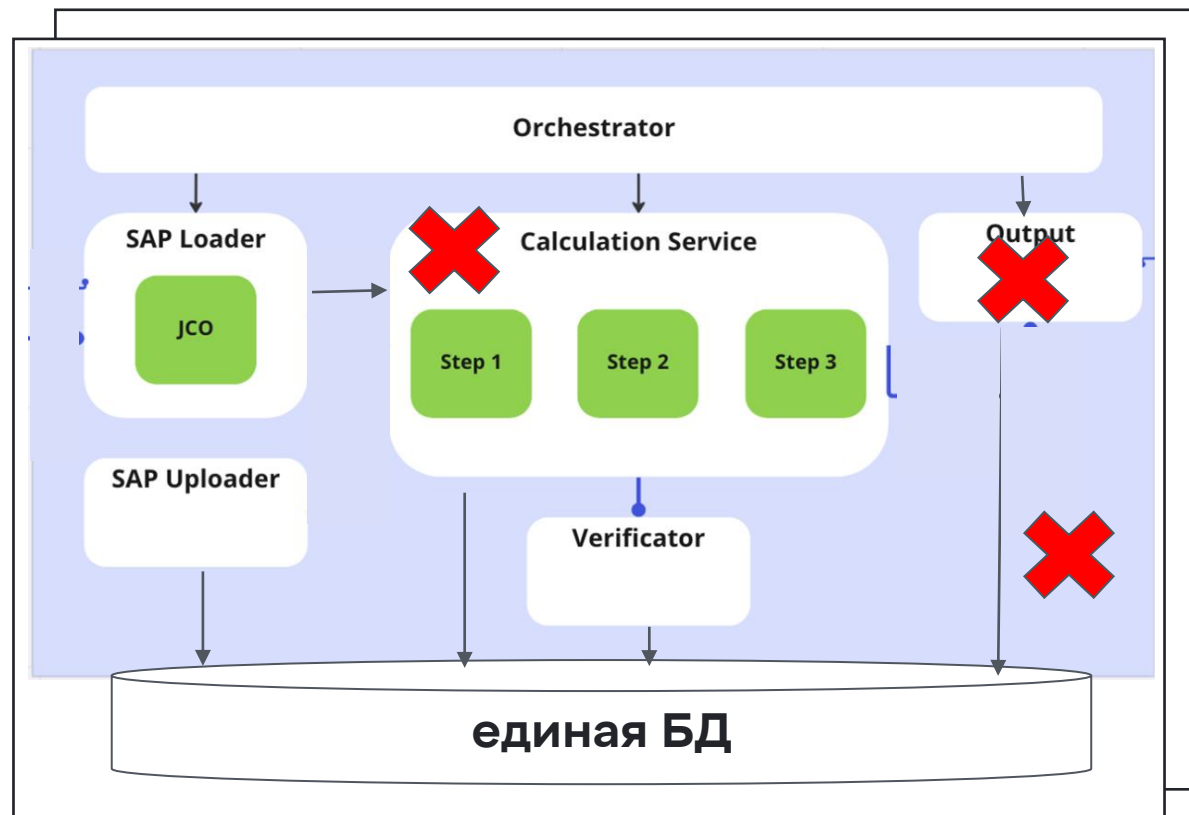 Orchestrator
SAP Loader
JCO
Calculation Service
Step 1
Step 2
Step 3
Output
SAP Uploader
Verificator
единая БД